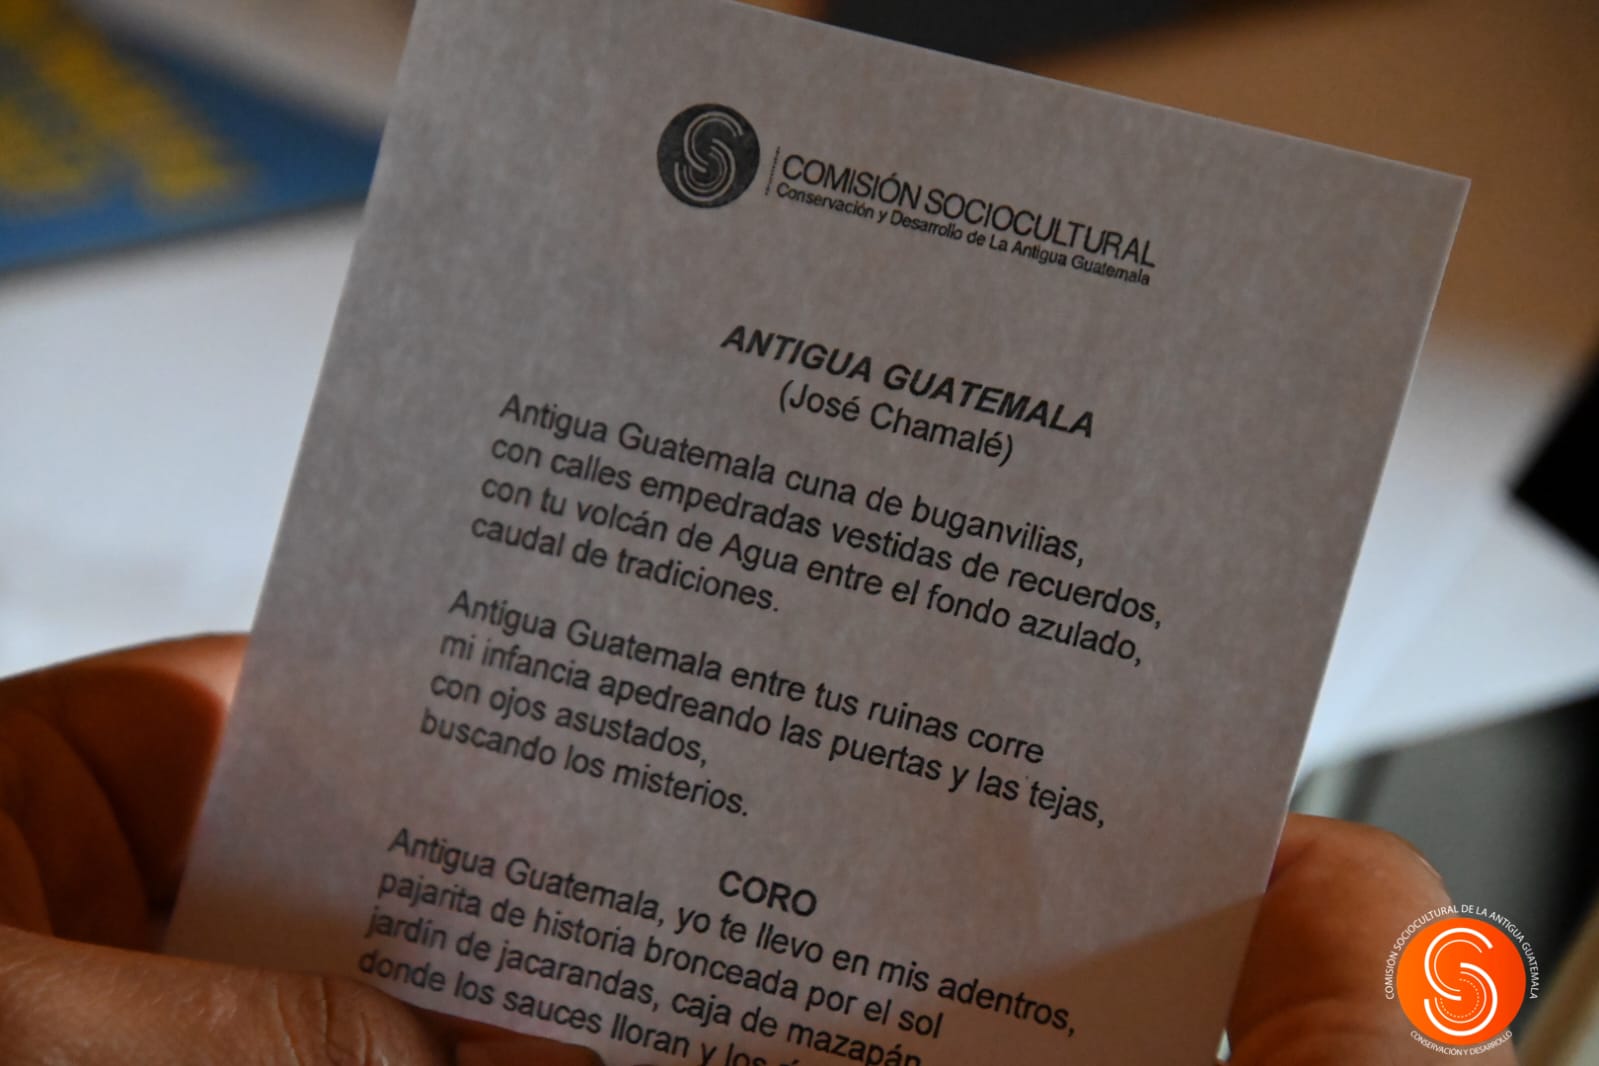 COMISIÓN SOCIOCULTURAL
Conservación y Desarrollo de La Antigua Guatemala
ANTIGUA GUATEMALA
(José Chamalé)
Antigua Guatemala cuna de buganvilias,
con calles empedradas vestidas de recuerdos,
con tu volcán de Agua entre el fondo azulado,
caudal de tradiciones.
Antigua Guatemala entre tus ruinas corre
mi infancia apedreando las puertas y las tejas,
con ojos asustados,
buscando los misterios.
CORO
Antigua Guatemala, yo te llevo en mis adentros,
pajarita de historia bronceada por el sol
jardín de jacarandas, caja de mazapán
donde los sauces lloran y los
COMISIÓN SOCIOCULTURAL DE LA ANTIGUA GUATEMALA
CONSERVACIÓN Y DESARROLLO